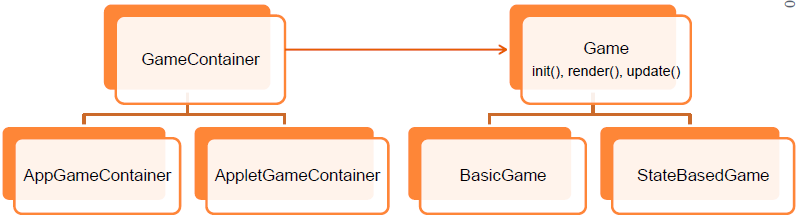 GameContainer
Game
init(), render(), update()
AppGameContainer
AppletGameContainer
BasicGame
StateBasedGame